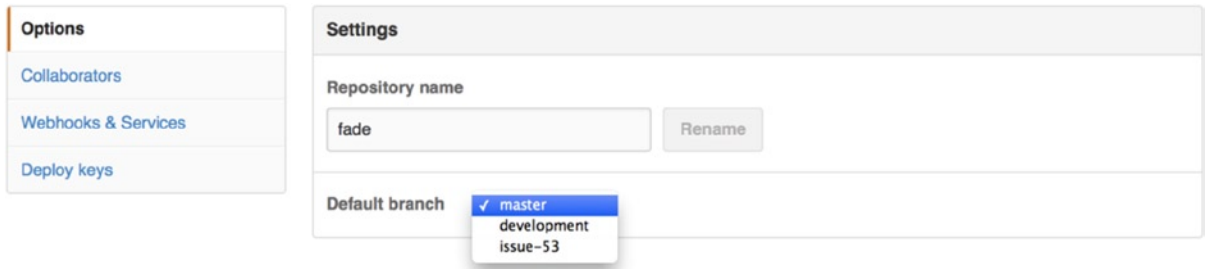 Options
Collaborators
Webhooks & Services
Deploy keys
Settings
Repository name
fade Rename
Default branch ✓ master
development
issue-53